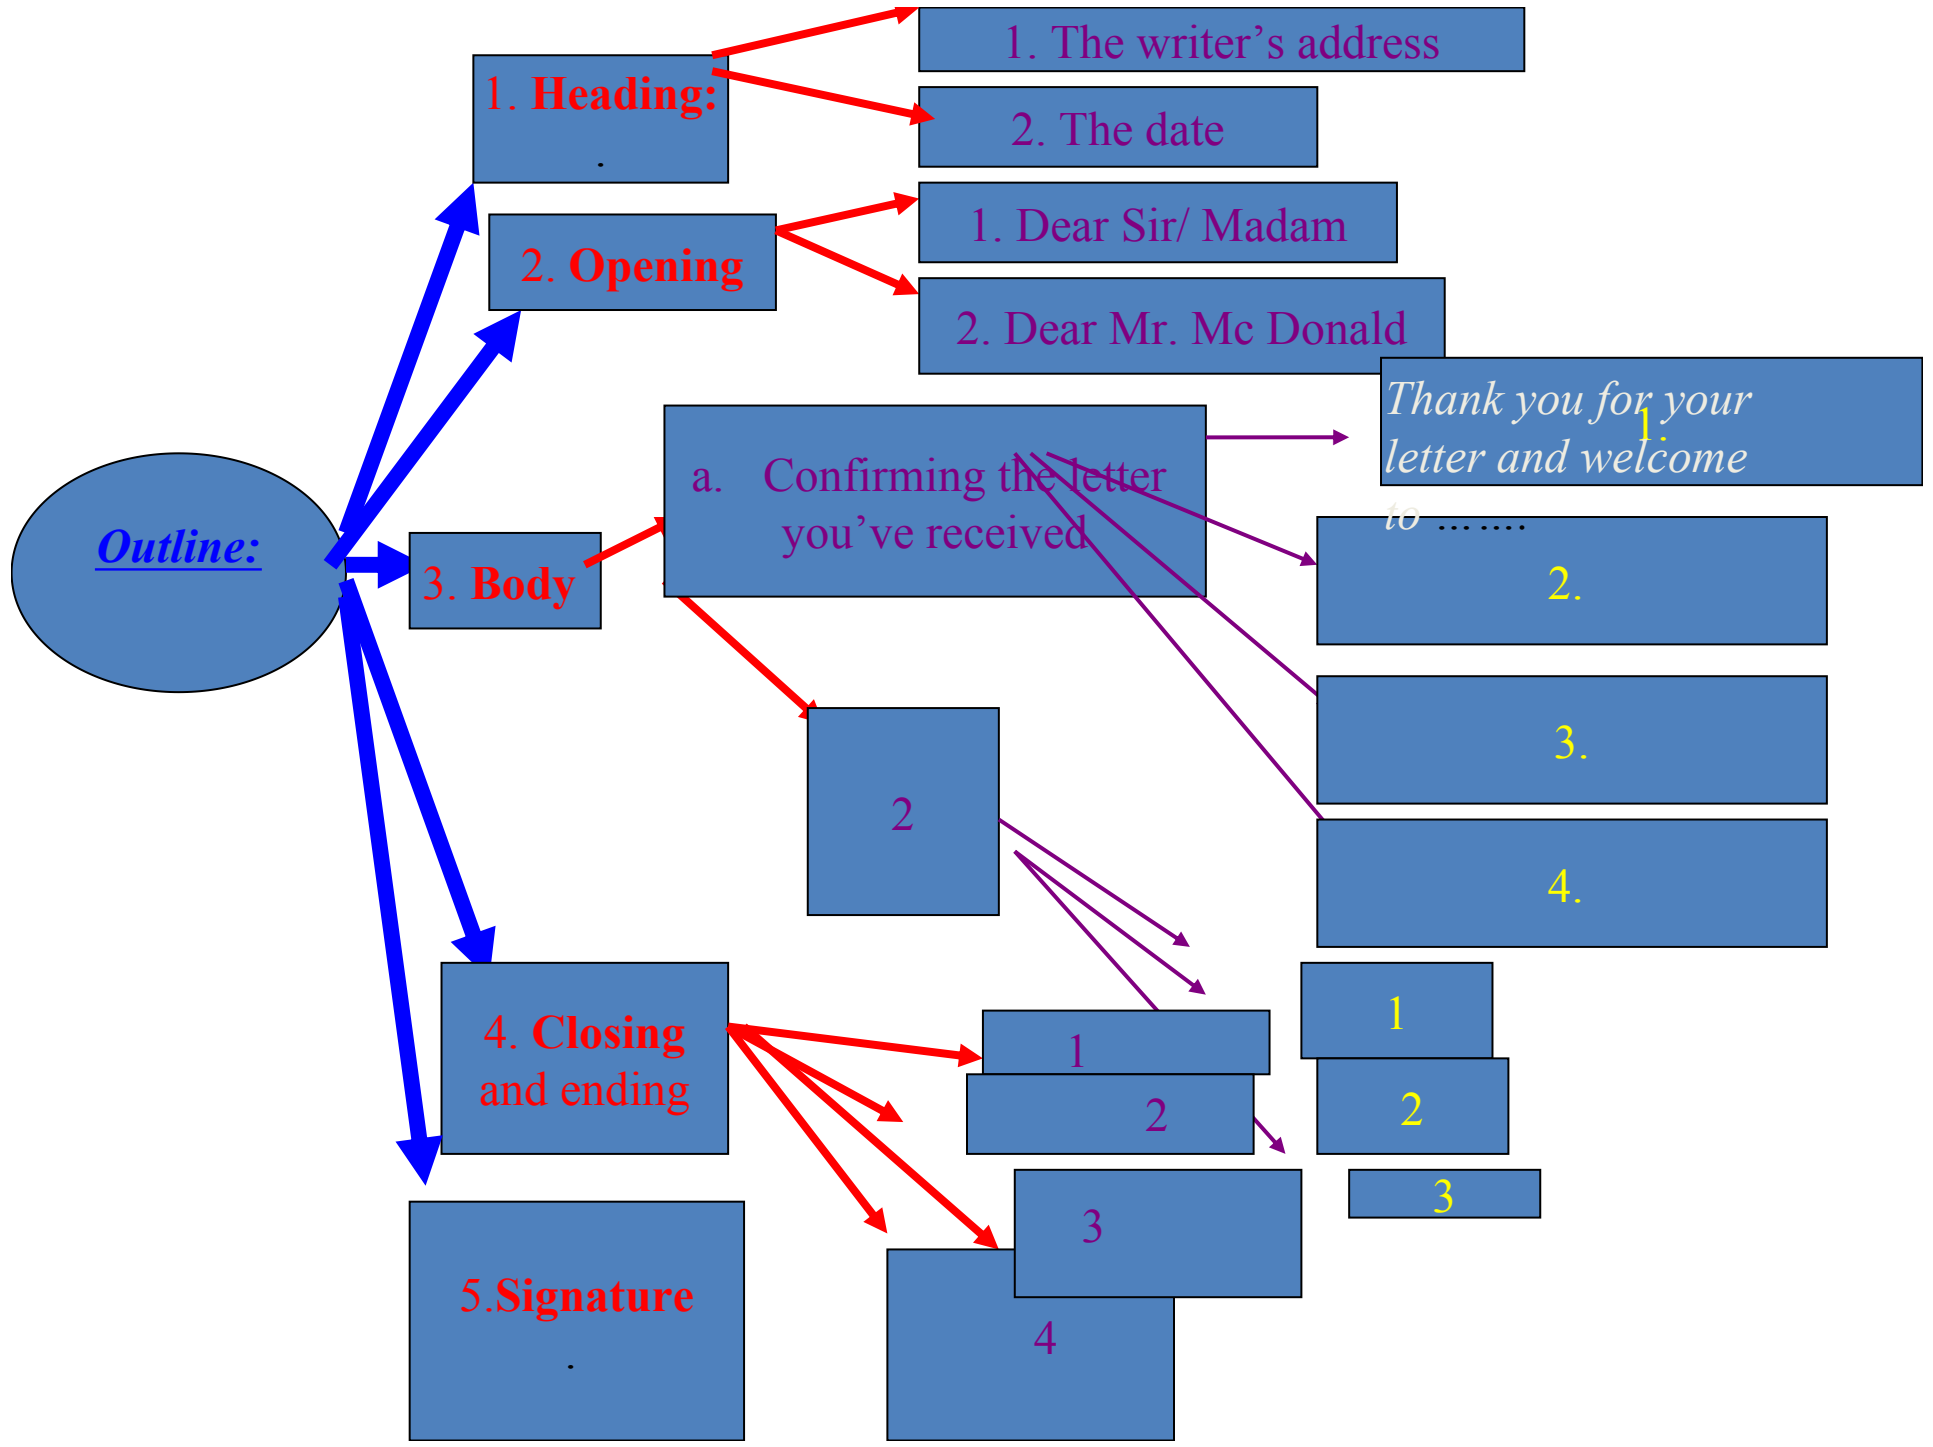 Outline:
1. Heading:
.
1. The writer’s address
2. The date
2. Opening
1. Dear Sir/ Madam
2. Dear Mr. Mc Donald
3. Body
a. Confirming the letter
you’ve received
Thank you for your
1.
letter and welcome
to …….
2.
3.
4.
2
1
2
3
4. Closing
and ending
1
2
3
4
5.Signature
.